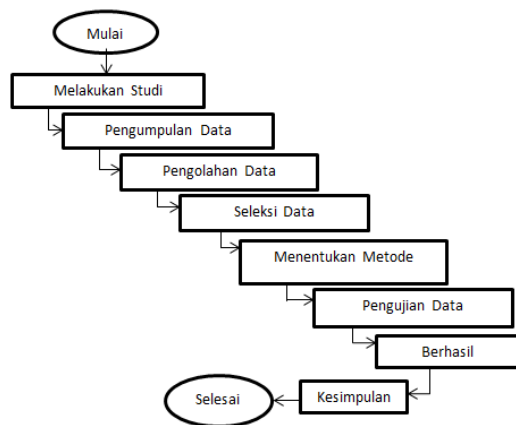 Mulai
Melakukan Studi
Pengumpulan Data
Pengolahan Data
Seleksi Data
Menentukan Metode
Pengujian Data
Berhasil
Kesimpulan
Selesai